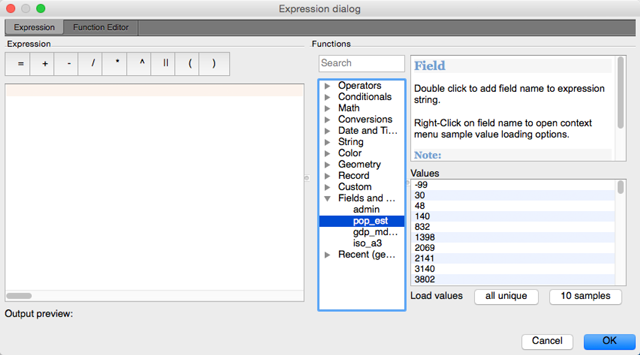 Expression dialog
Expression
Function Editor
Expression
= + - / * ^ || ( )
Functions
Search
Operators
Conditionals
Math
Conversions
Date and Ti...
String
Color
Geometry
Record
Custom
Fields and ...
admin
pop_est
gdp_md...
iso_a3
Recent (ge...
Field
Double click to add field name to expression
string.
Right-Click on field name to open context
menu sample value loading options.
Note:
Values
-99
30
48
140
832
1398
2069
2141
3140
3802
Load values
all unique
10 samples
Output preview:
Cancel
OK